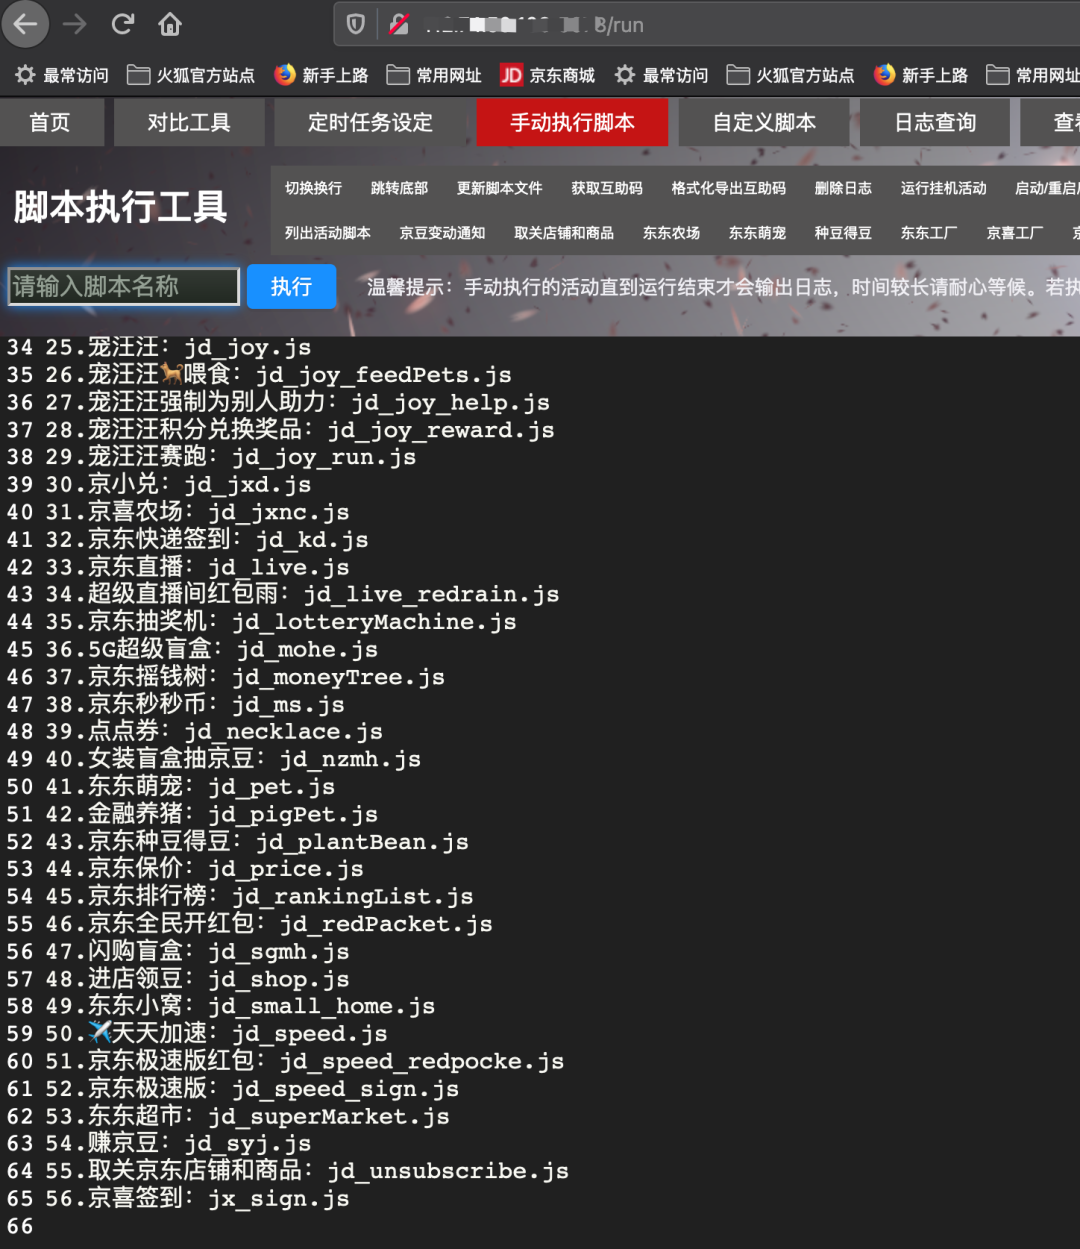 8/run
最常访问 火狐官方站点 新手上路 常用网址 JD 京东商城 最常访问 火狐官方站点 新手上路 常用网址
首页 对比工具 定时任务设定 手动执行脚本 自定义脚本 日志查询 查看
脚本执行工具
切换换行 跳转底部 更新脚本文件 获取互助码 格式化导出互助码 删除日志 运行挂机活动 启动/重启
列出活动脚本 京豆变动通知 取关店铺和商品 东东农场 东东萌宠 种豆得豆 东东工厂 京喜工厂
请输入脚本名称 执行 温馨提示：手动执行的活动直到运行结束才会输出日志，时间较长请耐心等候。若执
34 25.宠汪汪：jd_joy.js
35 26.宠汪汪🐕喂食：jd_joy_feedPets.js
36 27.宠汪汪强制为别人助力：jd_joy_help.js
37 28.宠汪汪积分兑换奖品：jd_joy_reward.js
38 29.宠汪汪赛跑：jd_joy_run.js
39 30.京小兑：jd_jxd.js
40 31.京喜农场：jd_jxnc.js
41 32.京东快递签到：jd_kd.js
42 33.京东直播：jd_live.js
43 34.超级直播间红包雨：jd_live_redrain.js
44 35.京东抽奖机：jd_lotteryMachine.js
45 36.5G超级盲盒：jd_mohe.js
46 37.京东摇钱树：jd_moneyTree.js
47 38.京东秒秒币：jd_ms.js
48 39.点点券：jd_necklace.js
49 40.女装盲盒抽京豆：jd_nzmh.js
50 41.东东萌宠：jd_pet.js
51 42.金融养猪：jd_pigPet.js
52 43.京东种豆得豆：jd_plantBean.js
53 44.京东保价：jd_price.js
54 45.京东排行榜：jd_rankingList.js
55 46.京东全民开红包：jd_redPacket.js
56 47.闪购盲盒：jd_sgmh.js
57 48.进店领豆：jd_shop.js
58 49.东东小窝：jd_small_home.js
59 50.✈️天天加速：jd_speed.js
60 51.京东极速版红包：jd_speed_redpocke.js
61 52.京东极速版：jd_speed_sign.js
62 53.东东超市：jd_superMarket.js
63 54.赚京豆：jd_syj.js
64 55.取关京东店铺和商品：jd_unsubscribe.js
65 56.京喜签到：jx_sign.js
66